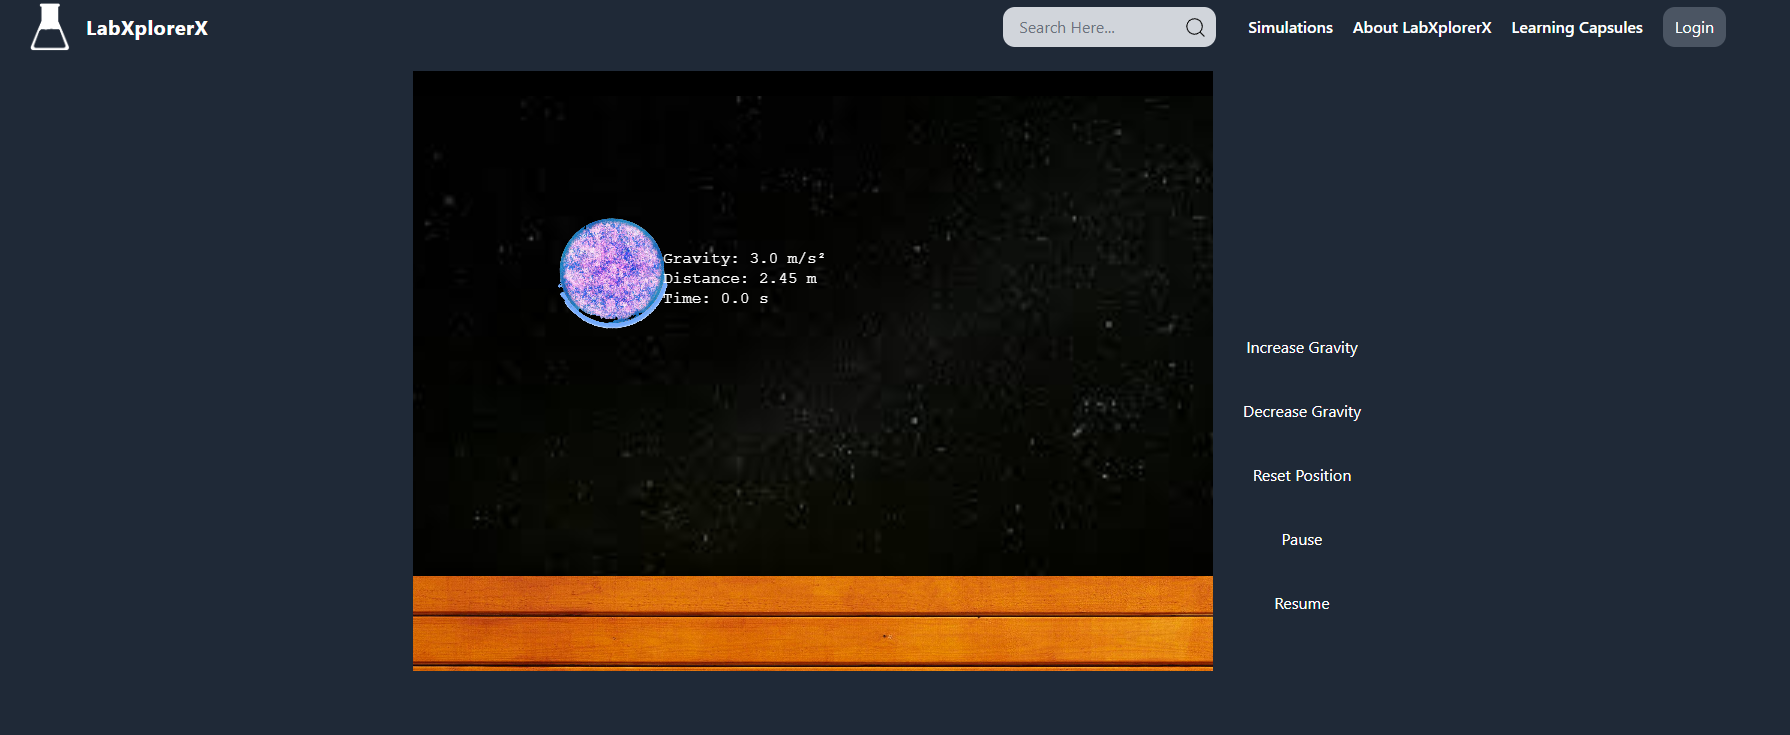 LabXplorerX
Search Here...
Simulations
About LabXplorerX
Learning Capsules
Login
Gravity: 3.0 m/s²
Distance: 2.45 m
Time: 0.0 s
Increase Gravity
Decrease Gravity
Reset Position
Pause
Resume